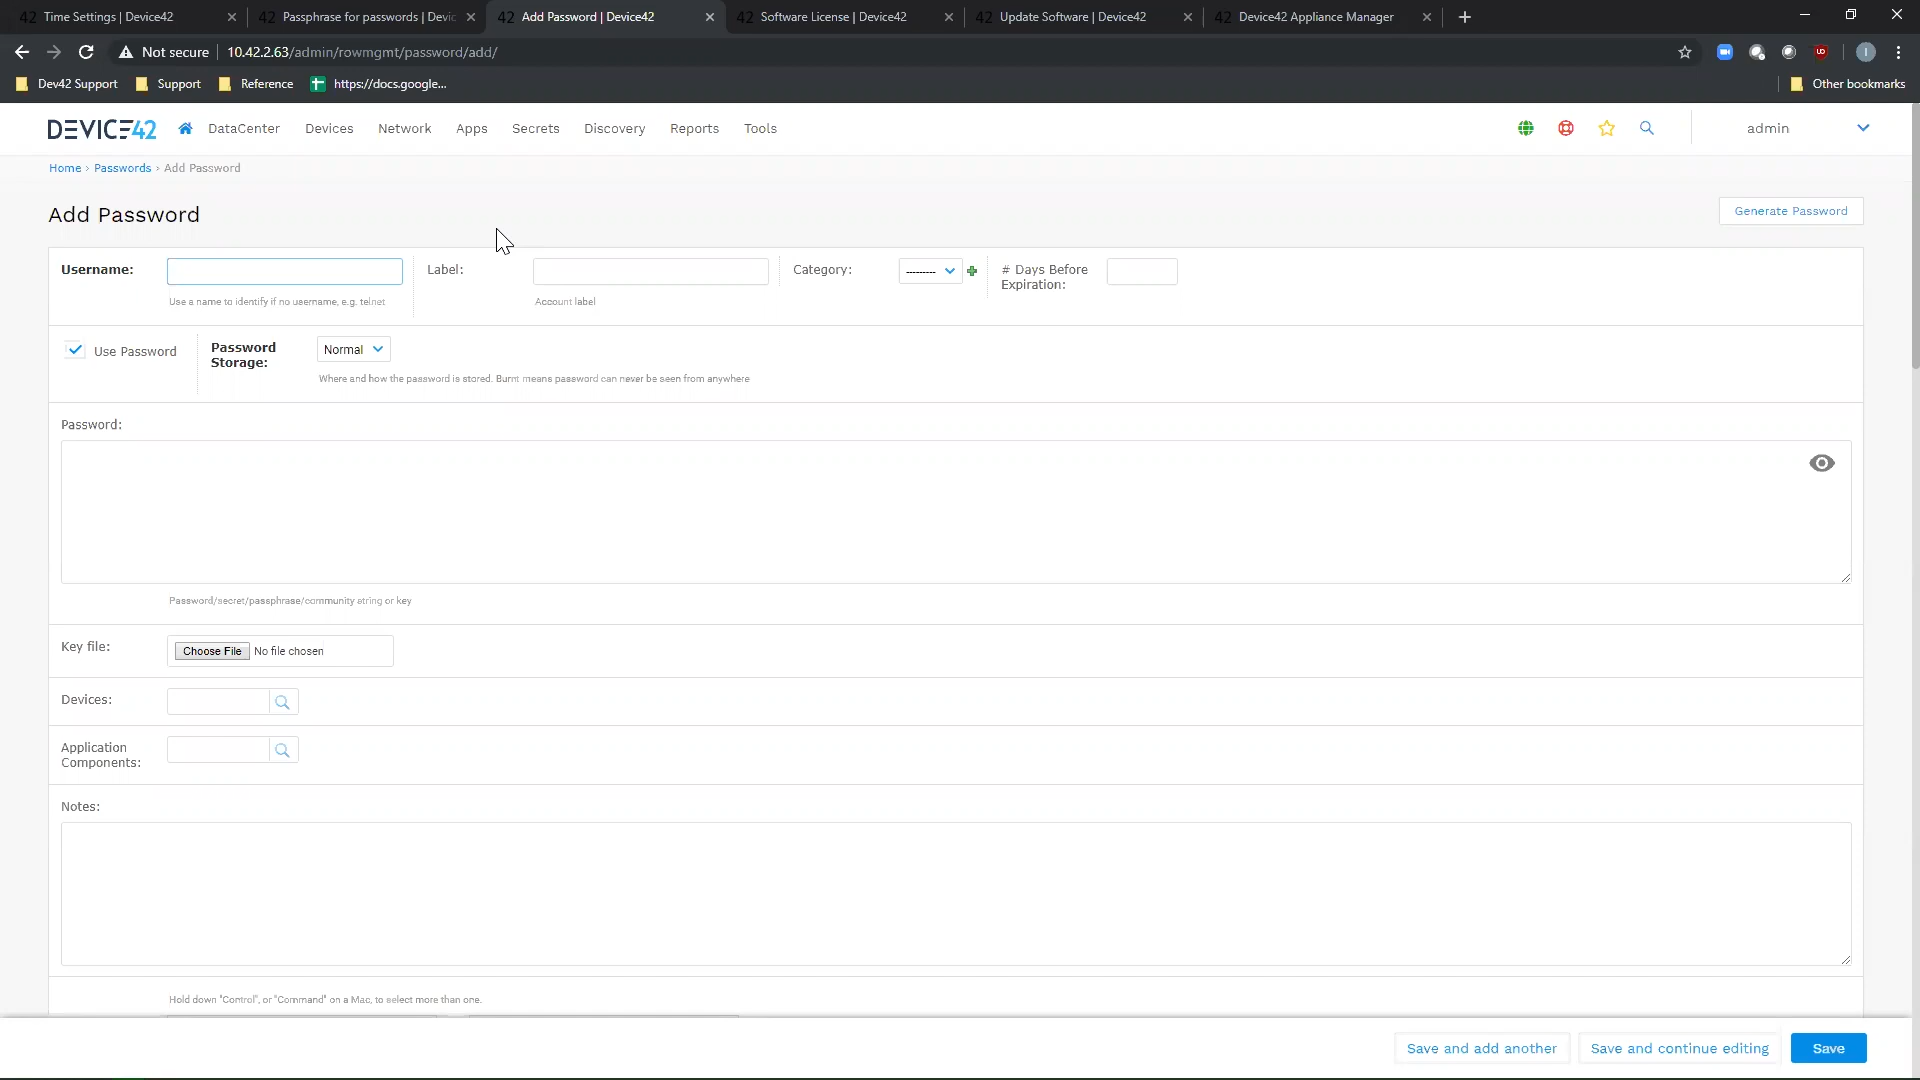 42 Time Settings | Device42
42 Passphrase for passwords | Devic
42 Add Password | Device42
42 Software License | Device42
42 Update Software | Device42
42 Device42 Appliance Manager
Not secure 10.42.2.63/admin/rowmgmt/password/add/
I
Dev42 Support Support Reference https://docs.google... Other bookmarks
DEVICE42 DataCenter Devices Network Apps Secrets Discovery Reports Tools admin
Home › Passwords › Add Password
Add Password
Generate Password
Username:
Use a name to identify if no username, e.g. telnet
Label:
Account label
Category: ---------
# Days Before
Expiration:
Use Password
Password
Storage:
Normal
Where and how the password is stored. Burnt means password can never be seen from anywhere
Password:
Password/secret/passphrase/community string or key
Key file: Choose File No file chosen
Devices:
Application
Components:
Notes:
Hold down "Control", or "Command" on a Mac, to select more than one.
Save and add another Save and continue editing Save